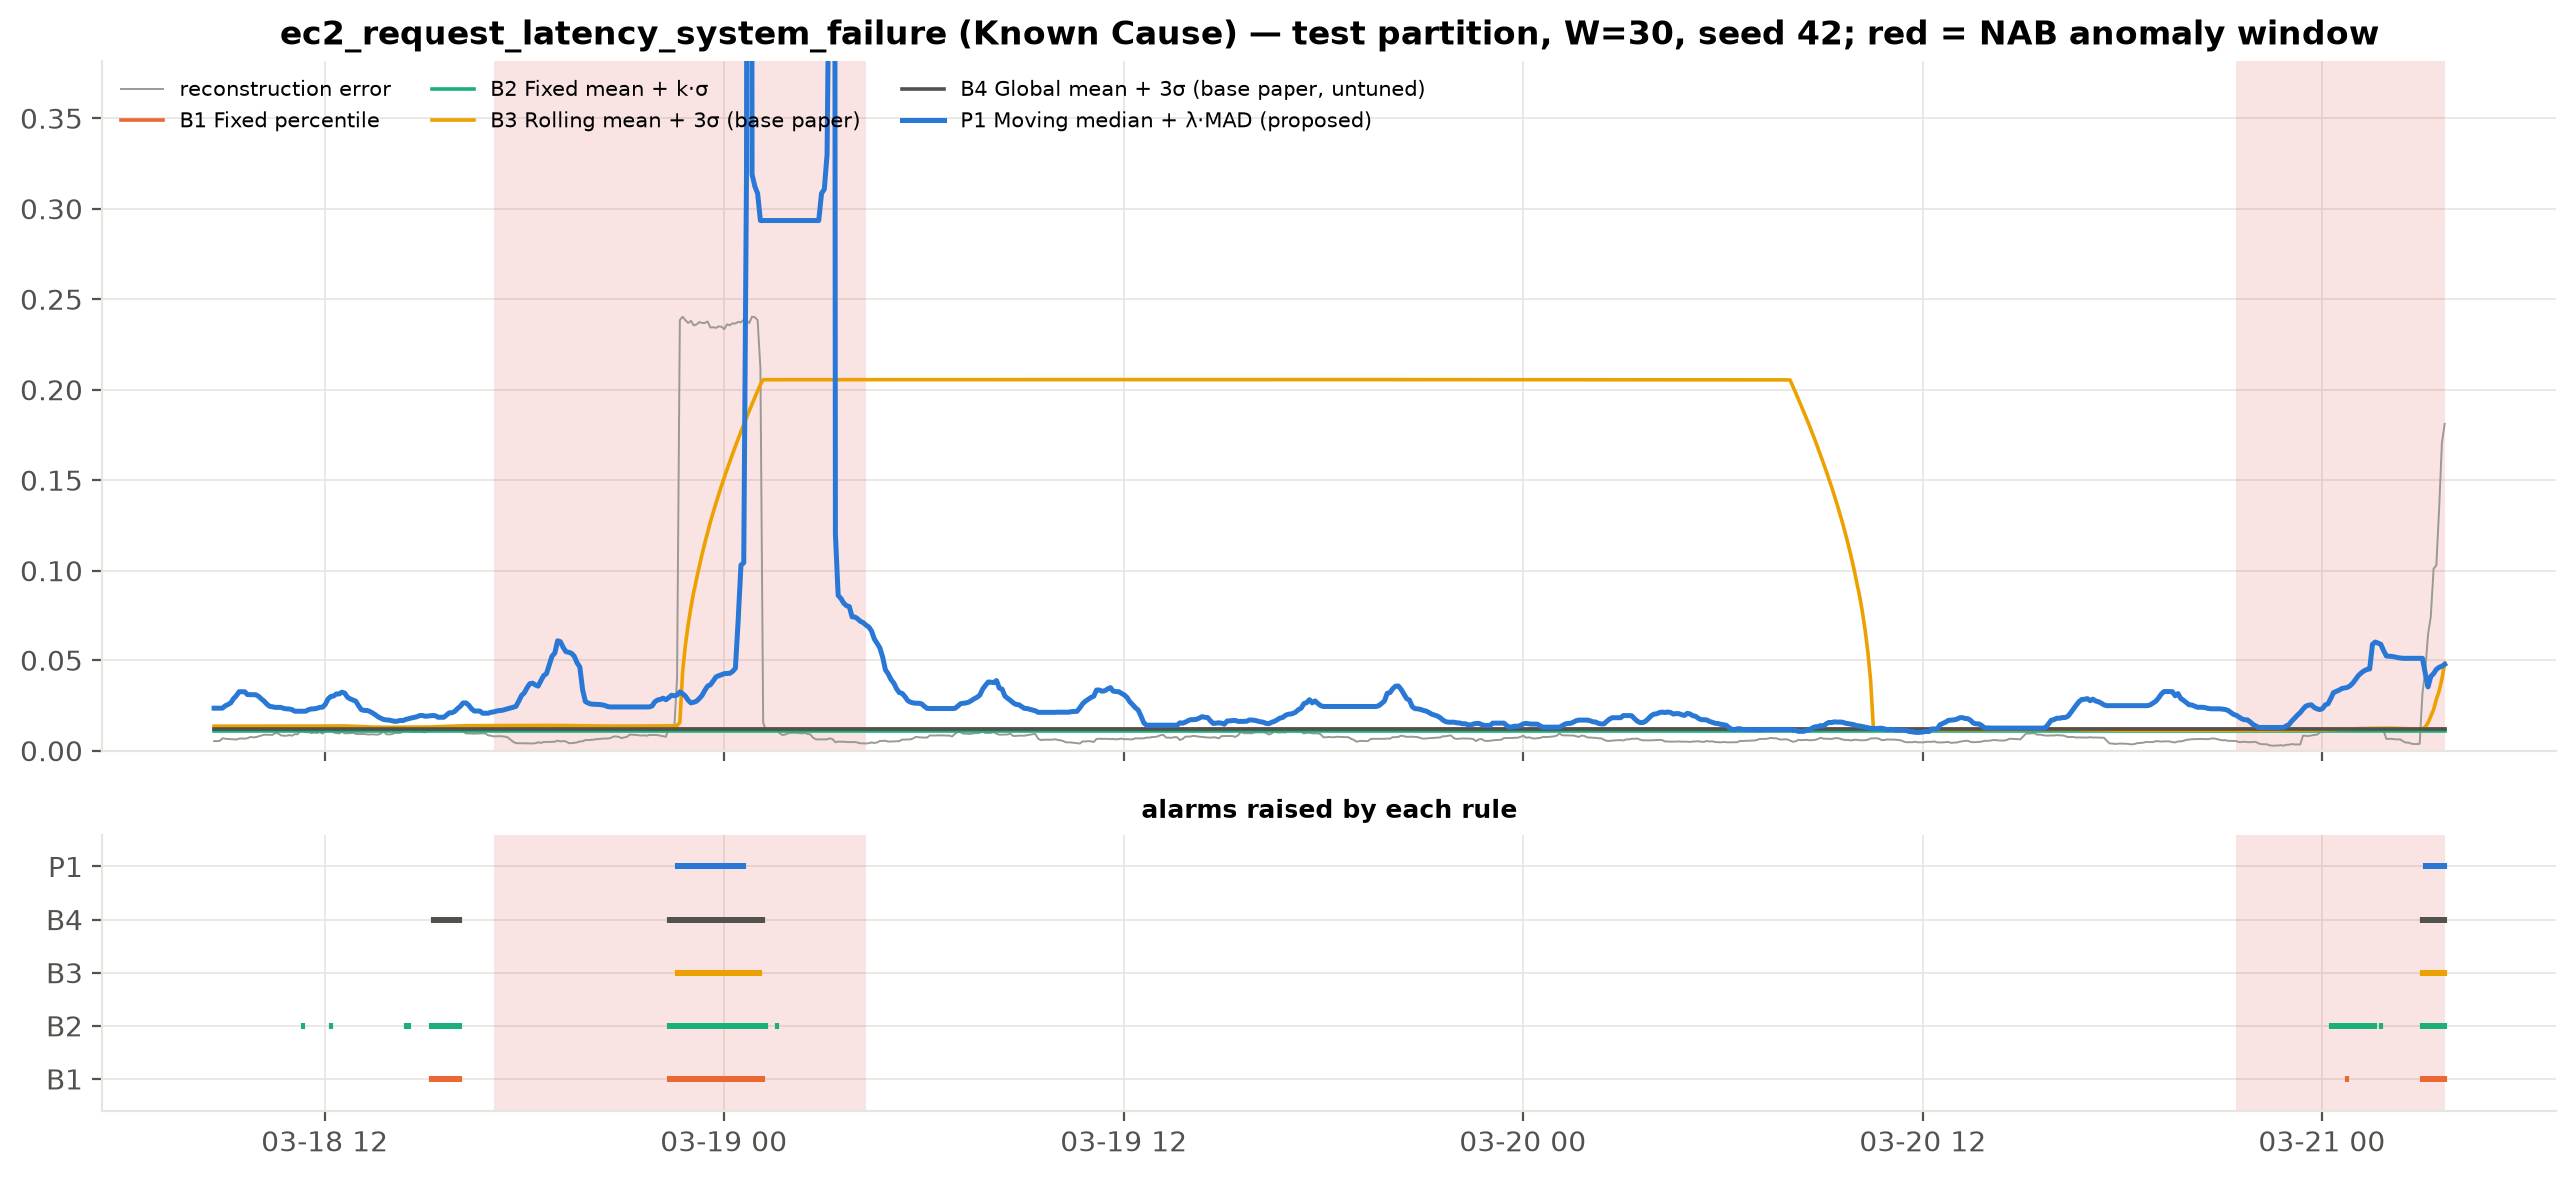 ec2_request_latency_system_failure (Known Cause) — test partition, W=30, seed 42; red = NAB anomaly window
reconstruction error
B1 Fixed percentile
B2 Fixed mean + k·σ
B3 Rolling mean + 3σ (base paper)
B4 Global mean + 3σ (base paper, untuned)
P1 Moving median + λ·MAD (proposed)
0.35
0.30
0.25
0.20
0.15
0.10
0.05
0.00
alarms raised by each rule
P1
B4
B3
B2
B1
03-18 12
03-19 00
03-19 12
03-20 00
03-20 12
03-21 00